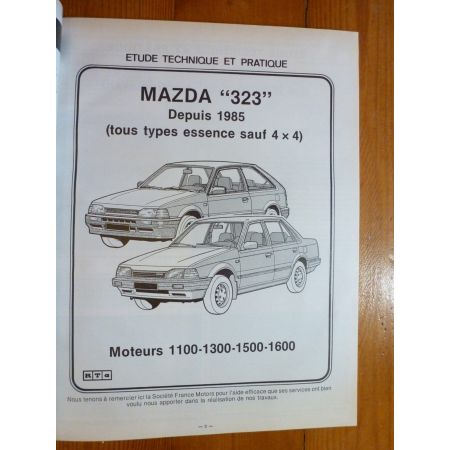 ETUDE TECHNIQUE ET PRATIQUE
MAZDA “323”
Depuis 1985
(tous types essence sauf 4 × 4)
Moteurs 1100-1300-1500-1600
RTa
Nous tenons à remercier ici la Société France Motors pour l'aide efficace que ses services ont bien
voulu nous apporter dans la réalisation de nos travaux.